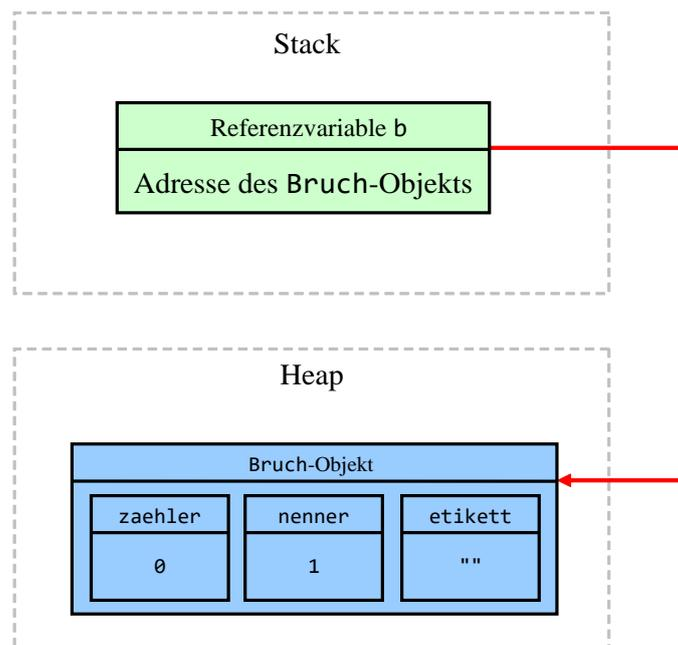 Stack
Referenzvariable b
Adresse des Bruch-Objekts
Heap
Bruch-Objekt
zaehler nenner etikett
0 1 ""